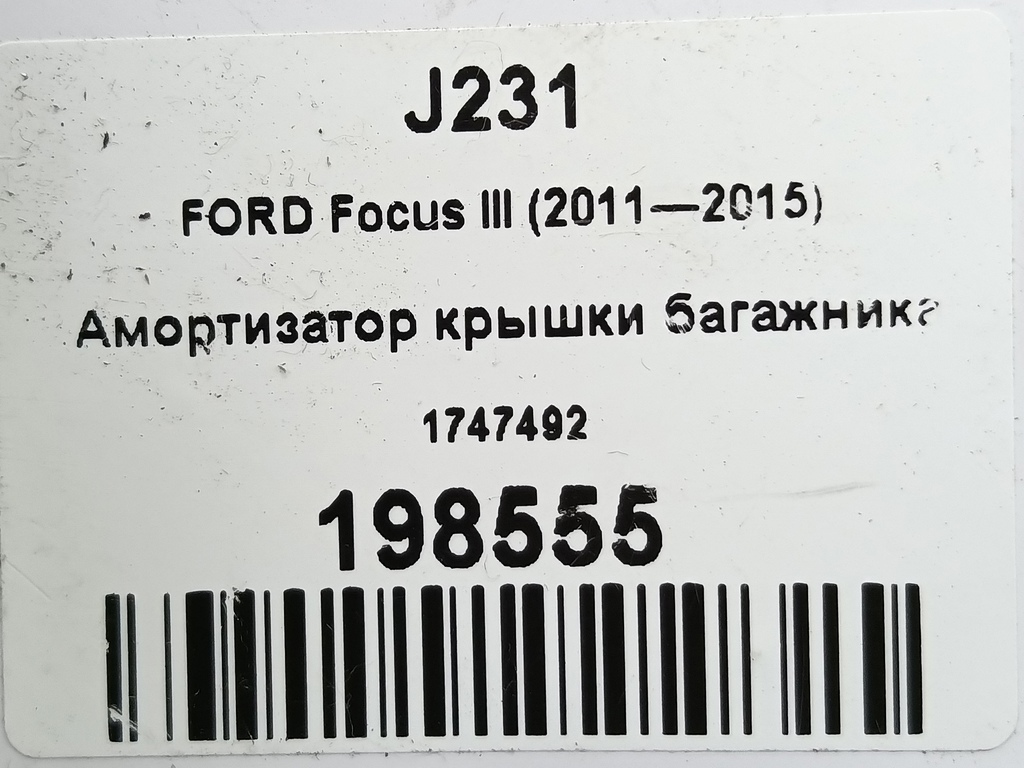 J231
FORD Focus III (2011—2015)
Амортизатор крышки багажника
1747492
198555